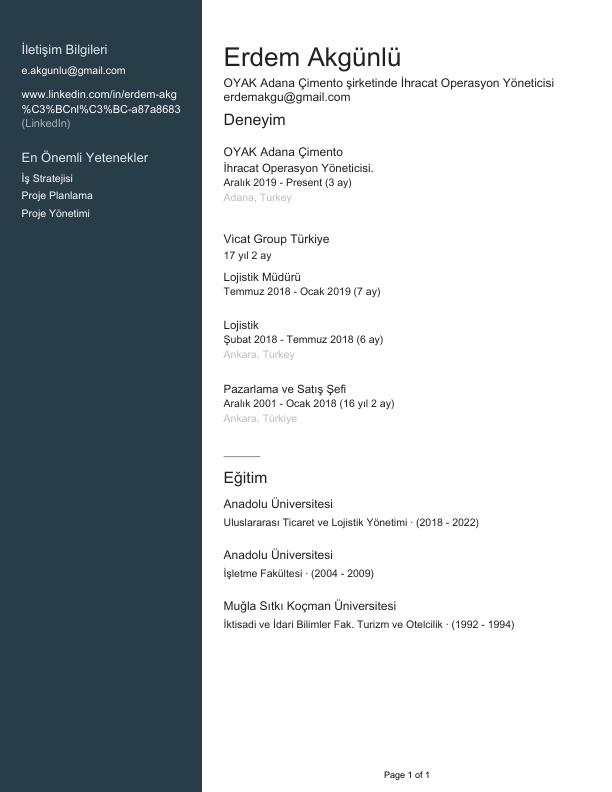 İletişim Bilgileri
e.akgunlu@gmail.com
www.linkedin.com/in/erdem-akg
%C3%BCnl%C3%BC-a87a8683
(LinkedIn)
En Önemli Yetenekler
İş Stratejisi
Proje Planlama
Proje Yönetimi
Erdem Akgünlü
OYAK Adana Çimento şirketinde İhracat Operasyon Yöneticisi
erdemakgu@gmail.com
Deneyim
OYAK Adana Çimento
İhracat Operasyon Yöneticisi.
Aralık 2019 - Present (3 ay)
Adana, Turkey
Vicat Group Türkiye
17 yıl 2 ay
Lojistik Müdürü
Temmuz 2018 - Ocak 2019 (7 ay)
Lojistik
Şubat 2018 - Temmuz 2018 (6 ay)
Ankara, Turkey
Pazarlama ve Satış Şefi
Aralık 2001 - Ocak 2018 (16 yıl 2 ay)
Ankara, Türkiye
Eğitim
Anadolu Üniversitesi
Uluslararası Ticaret ve Lojistik Yönetimi · (2018 - 2022)
Anadolu Üniversitesi
İşletme Fakültesi · (2004 - 2009)
Muğla Sıtkı Koçman Üniversitesi
İktisadi ve İdari Bilimler Fak. Turizm ve Otelcilik · (1992 - 1994)
Page 1 of 1